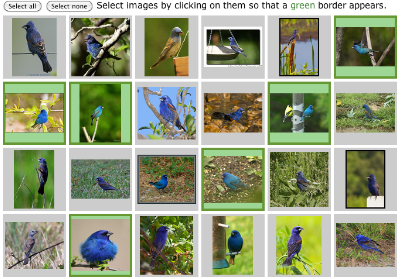 Select all
Select none
Select images by clicking on them so that a green border appears.